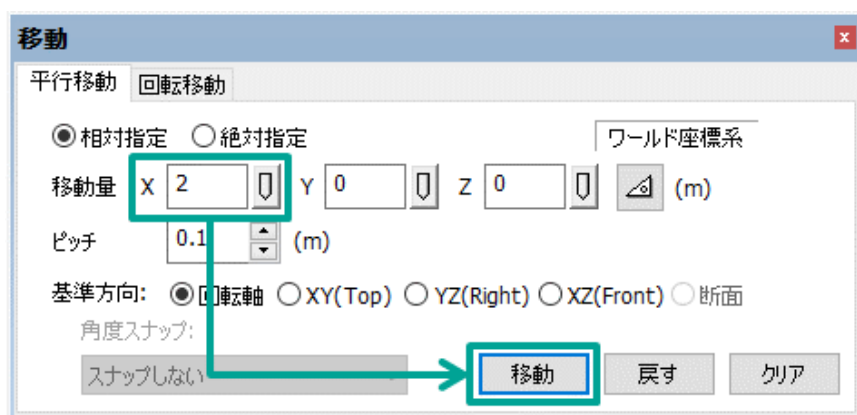 移動
平行移動 回転移動
相対指定 絶対指定 ワールド座標系
移動量 X 2 Y 0 Z 0 (m)
ピッチ 0.1 (m)
基準方向: 回転軸 XY(Top) YZ(Right) XZ(Front) 断面
角度スナップ:
スナップしない 移動 戻す クリア